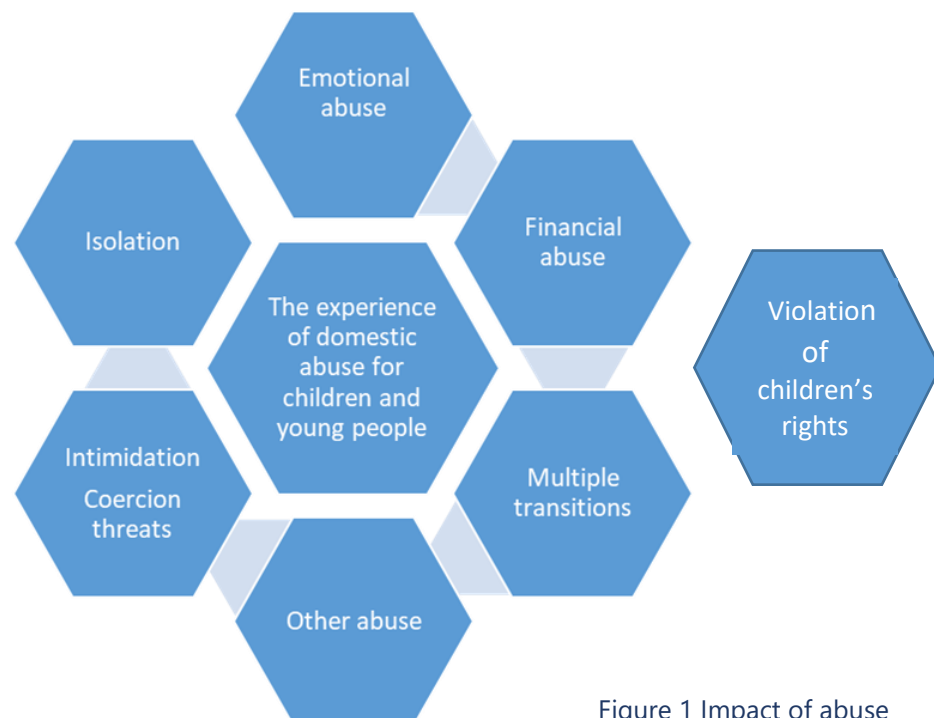 Emotional
abuse
Isolation
Financial
abuse
The experience
of domestic
abuse for
children and
young people
Violation
of
children’s
rights
Intimidation
Coercion
threats
Multiple
transitions
Other abuse
Figure 1 Impact of abuse